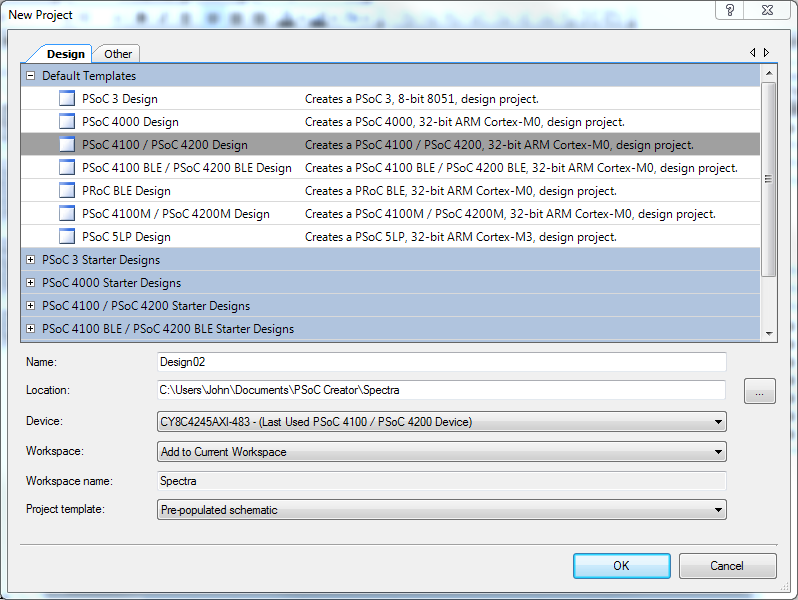 New Project
Design Other
Default Templates
PSoC 3 Design Creates a PSoC 3, 8-bit 8051, design project.
PSoC 4000 Design Creates a PSoC 4000, 32-bit ARM Cortex-M0, design project.
PSoC 4100 / PSoC 4200 Design Creates a PSoC 4100 / PSoC 4200, 32-bit ARM Cortex-M0, design project.
PSoC 4100 BLE / PSoC 4200 BLE Design Creates a PSoC 4100 BLE / PSoC 4200 BLE, 32-bit ARM Cortex-M0, design project.
PRoC BLE Design Creates a PRoC BLE, 32-bit ARM Cortex-M0, design project.
PSoC 4100M / PSoC 4200M Design Creates a PSoC 4100M / PSoC 4200M, 32-bit ARM Cortex-M0, design project.
PSoC 5LP Design Creates a PSoC 5LP, 32-bit ARM Cortex-M3, design project.
PSoC 3 Starter Designs
PSoC 4000 Starter Designs
PSoC 4100 / PSoC 4200 Starter Designs
PSoC 4100 BLE / PSoC 4200 BLE Starter Designs
Name: Design02
Location: C:\Users\John\Documents\PSoC Creator\Spectra ...
Device: CY8C4245AXI-483 - (Last Used PSoC 4100 / PSoC 4200 Device)
Workspace: Add to Current Workspace
Workspace name: Spectra
Project template: Pre-populated schematic
OK Cancel